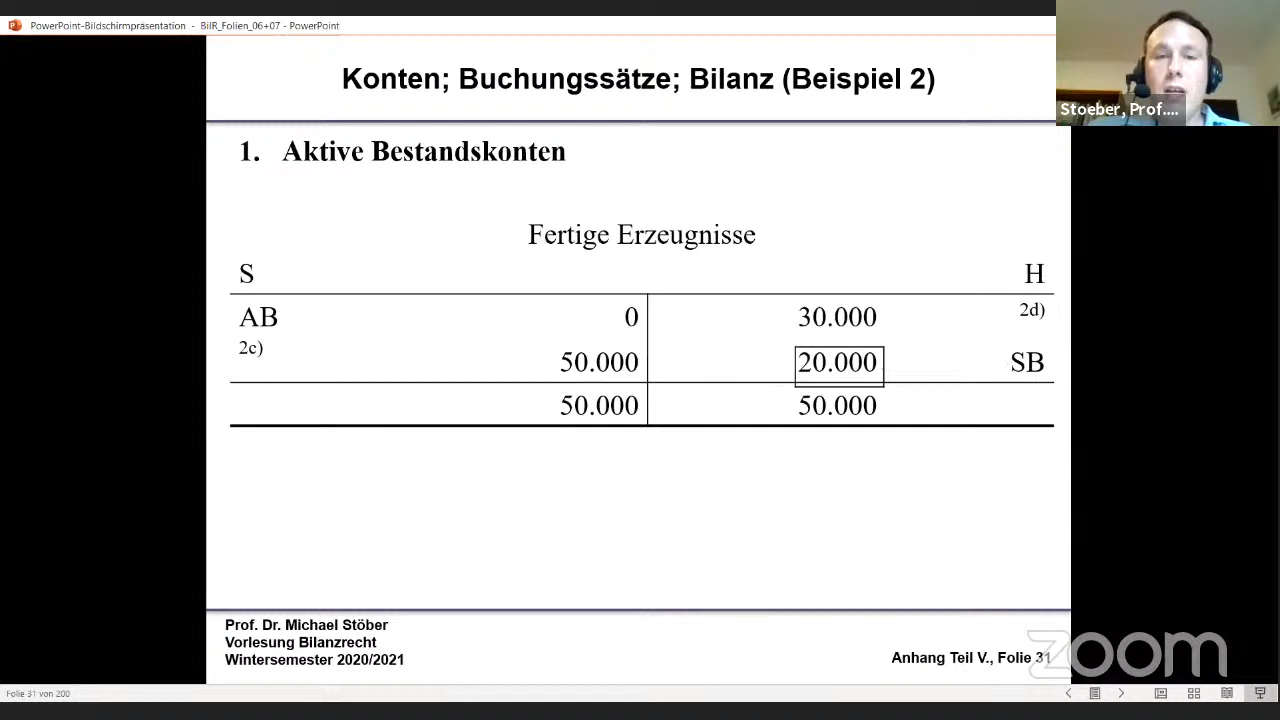 PowerPoint-Bildschirmpräsentation - BilR_Folien_06+07 - PowerPoint
Stoeber, Prof....
Konten; Buchungssätze; Bilanz (Beispiel 2)
1. Aktive Bestandskonten
Fertige Erzeugnisse
S H
AB 0 30.000 2d)
2c) 50.000 20.000 SB
50.000 50.000
Prof. Dr. Michael Stöber
Vorlesung Bilanzrecht
Wintersemester 2020/2021
Anhang Teil V., Folie 31
zoom
Folie 31 von 200